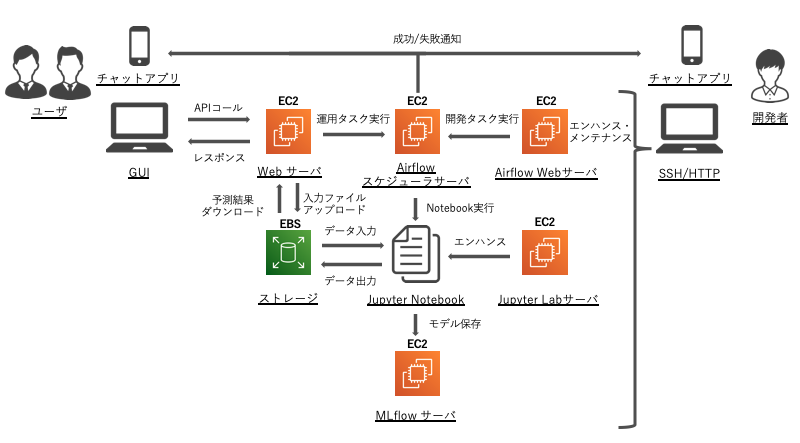 成功/失敗通知
チャットアプリ
チャットアプリ
ユーザ
開発者
APIコール
レスポンス
GUI
EC2
Web サーバ
運用タスク実行
EC2
Airflow
スケジューラサーバ
開発タスク実行
EC2
Airflow Webサーバ
エンハンス・
メンテナンス
SSH/HTTP
予測結果
ダウンロード
入力ファイル
アップロード
Notebook実行
EBS
ストレージ
データ入力
データ出力
Jupyter Notebook
エンハンス
EC2
Jupyter Labサーバ
モデル保存
EC2
MLflow サーバ